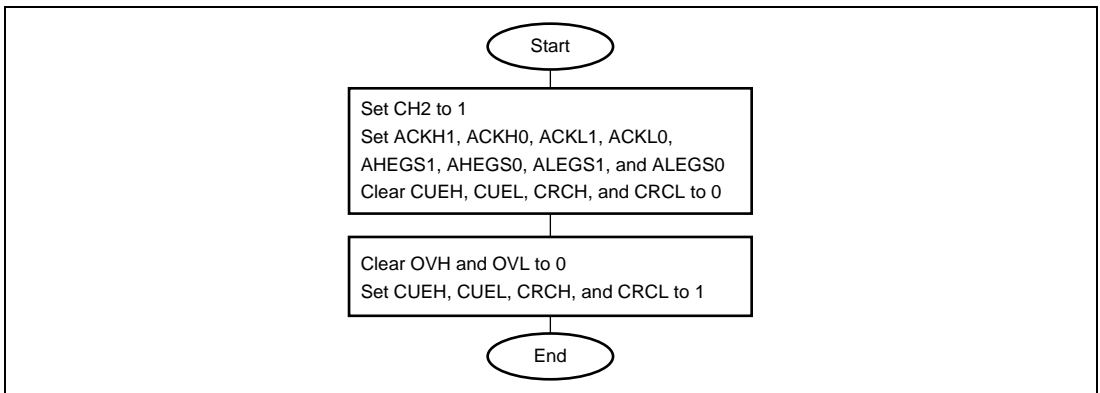 Start
Set CH2 to 1
Set ACKH1, ACKH0, ACKL1, ACKL0,
AHEGS1, AHEGS0, ALEGS1, and ALEGS0
Clear CUEH, CUEL, CRCH, and CRCL to 0
Clear OVH and OVL to 0
Set CUEH, CUEL, CRCH, and CRCL to 1
End